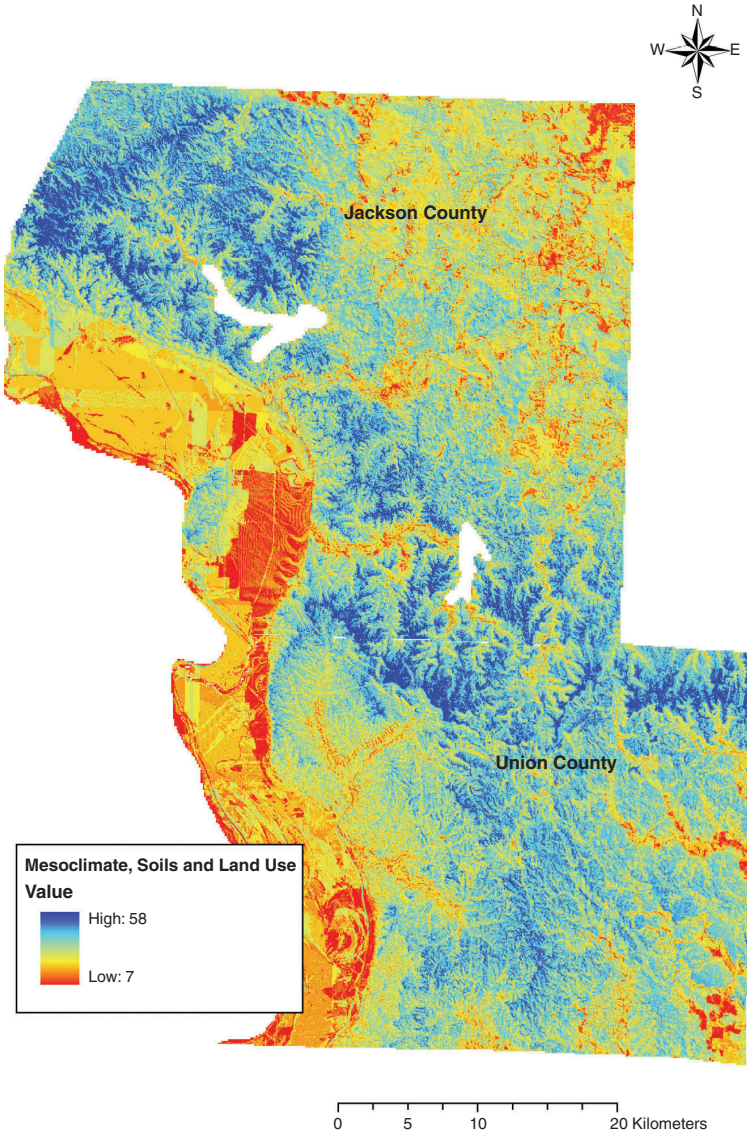 N
W E
S
Jackson County
Union County
Mesoclimate, Soils and Land Use
Value
High: 58
Low: 7
0 5 10 20 Kilometers